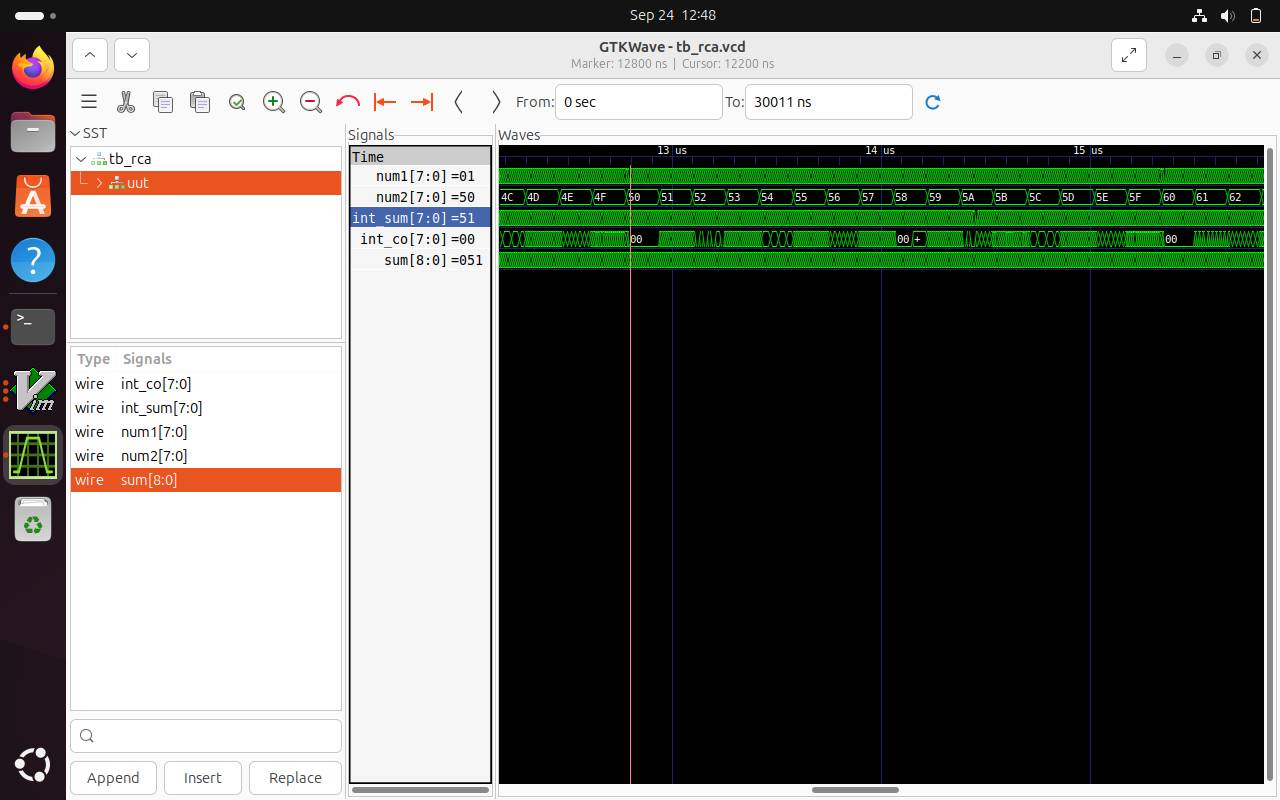 Sep 24 12:48
GTKWave - tb_rca.vcd
Marker: 12800 ns | Cursor: 12200 ns
From: 0 sec To: 30011 ns
SST
tb_rca
uut
Type Signals
wire int_co[7:0]
wire int_sum[7:0]
wire num1[7:0]
wire num2[7:0]
wire sum[8:0]
Append Insert Replace
Signals
Time
num1[7:0] =01
num2[7:0] =50
int_sum[7:0] =51
int_co[7:0] =00
sum[8:0] =051
Waves
13 us 14 us 15 us
4C 4D 4E 4F 50 51 52 53 54 55 56 57 58 59 5A 5B 5C 5D 5E 5F 60 61 62
00 00 + 00